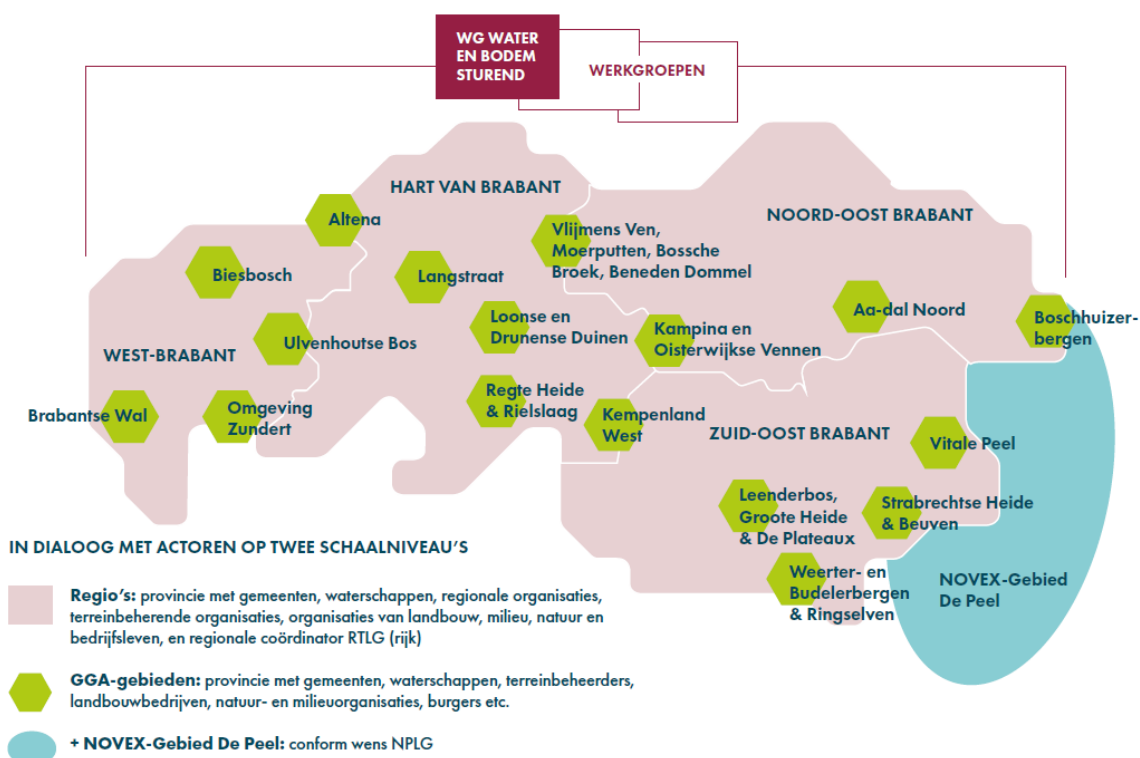 WG WATER
EN BODEM
STUREND
WERKGROEPEN
HART VAN BRABANT
NOORD-OOST BRABANT
Altena
Vlijmens Ven,
Moerputten, Bossche
Broek, Beneden Dommel
Biesbosch
Langstraat
Aa-dal Noord
Boschhuizer-
bergen
Loonse en
Drunense Duinen
Kampina en
Oisterwijkse Vennen
Ulvenhoutse Bos
WEST-BRABANT
Brabantse Wal
Omgeving
Zundert
Regte Heide
& Rielslaag
Kempenland
West
ZUID-OOST BRABANT
Vitale Peel
Leenderbos,
Groote Heide
& De Plateaux
Strabrechtse Heide
& Beuven
Weerter- en
Budelerbergen
& Ringselven
NOVEX-Gebied
De Peel
IN DIALOOG MET ACTOREN OP TWEE SCHAALNIVEAU'S
Regio's: provincie met gemeenten, waterschappen, regionale organisaties,
terreinbeherende organisaties, organisaties van landbouw, milieu, natuur en
bedrijfsleven, en regionale coördinator RTLG (rijk)
GGA-gebieden: provincie met gemeenten, waterschappen, terreinbeheerders,
landbouwbedrijven, natuur- en milieuorganisaties, burgers etc.
+ NOVEX-Gebied De Peel: conform wens NPLG